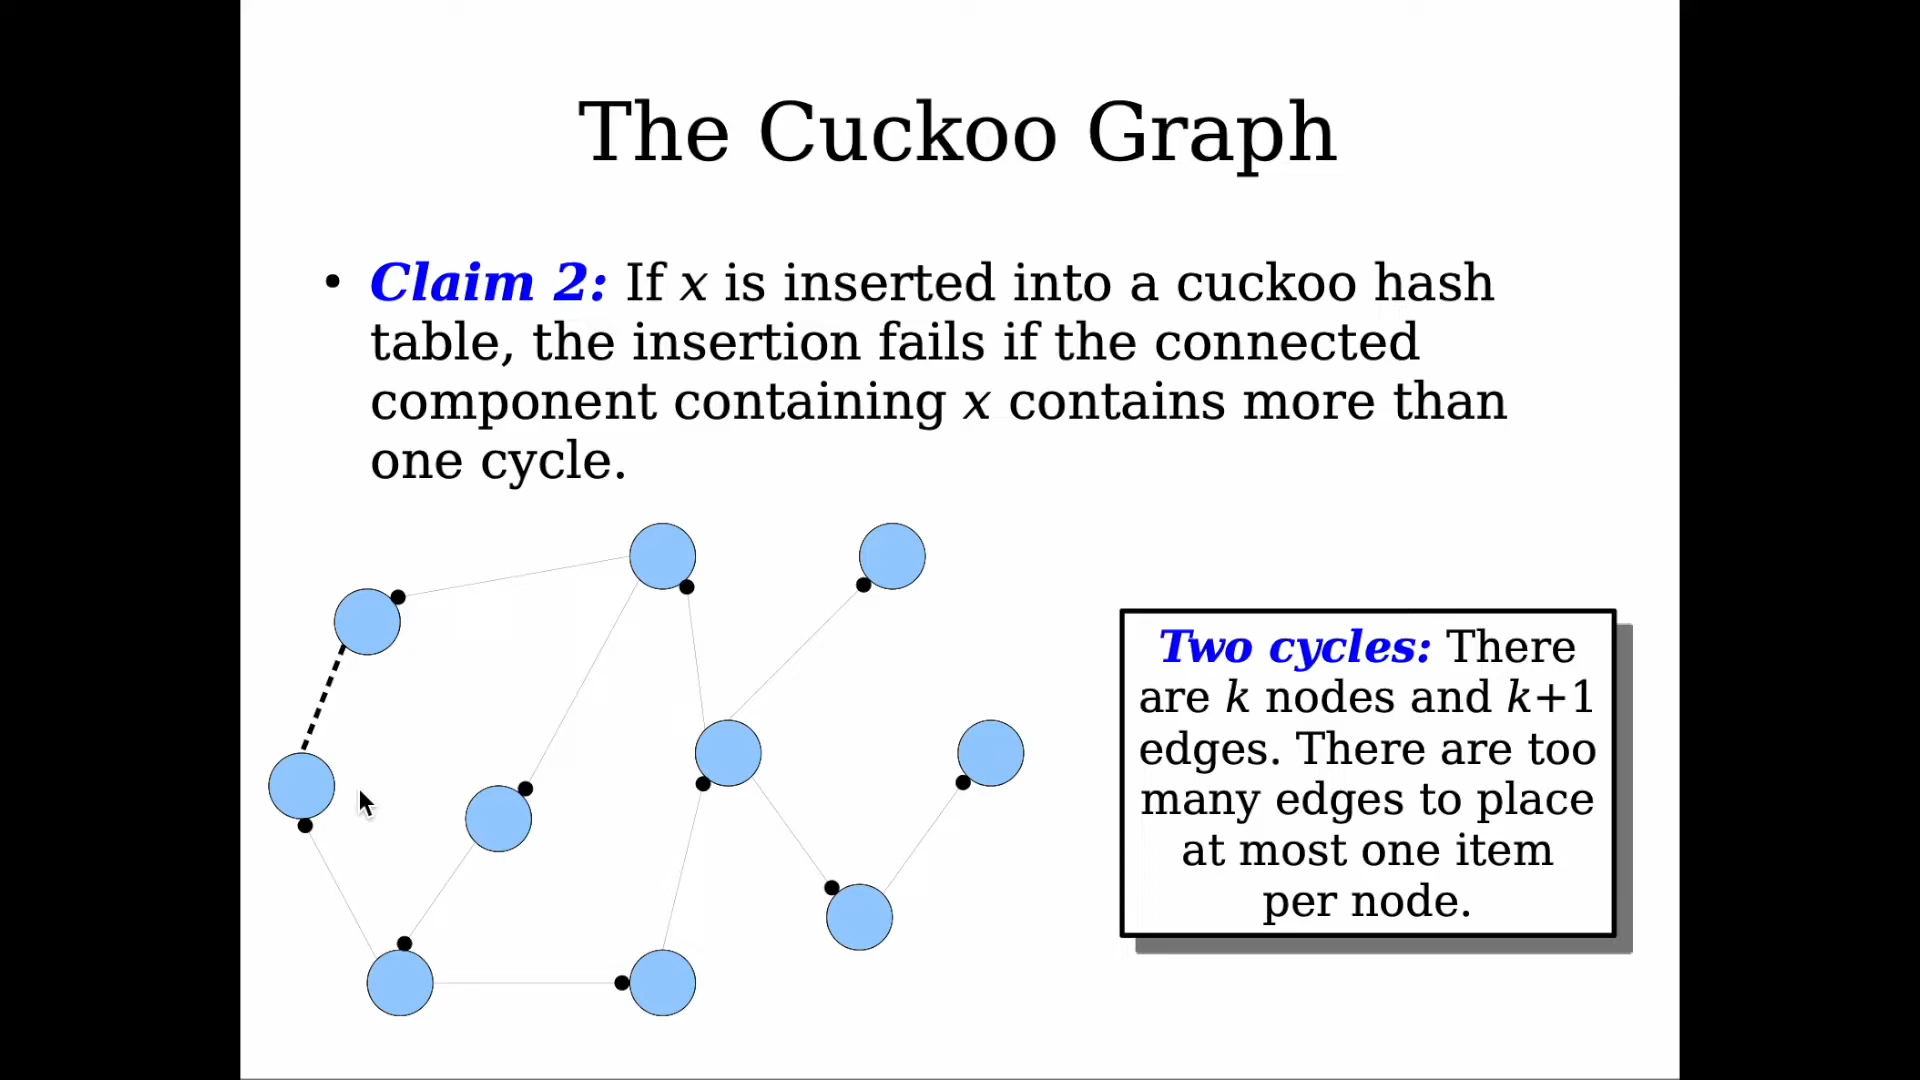 The Cuckoo Graph
• Claim 2: If x is inserted into a cuckoo hash
table, the insertion fails if the connected
component containing x contains more than
one cycle.
Two cycles: There
are k nodes and k+1
edges. There are too
many edges to place
at most one item
per node.